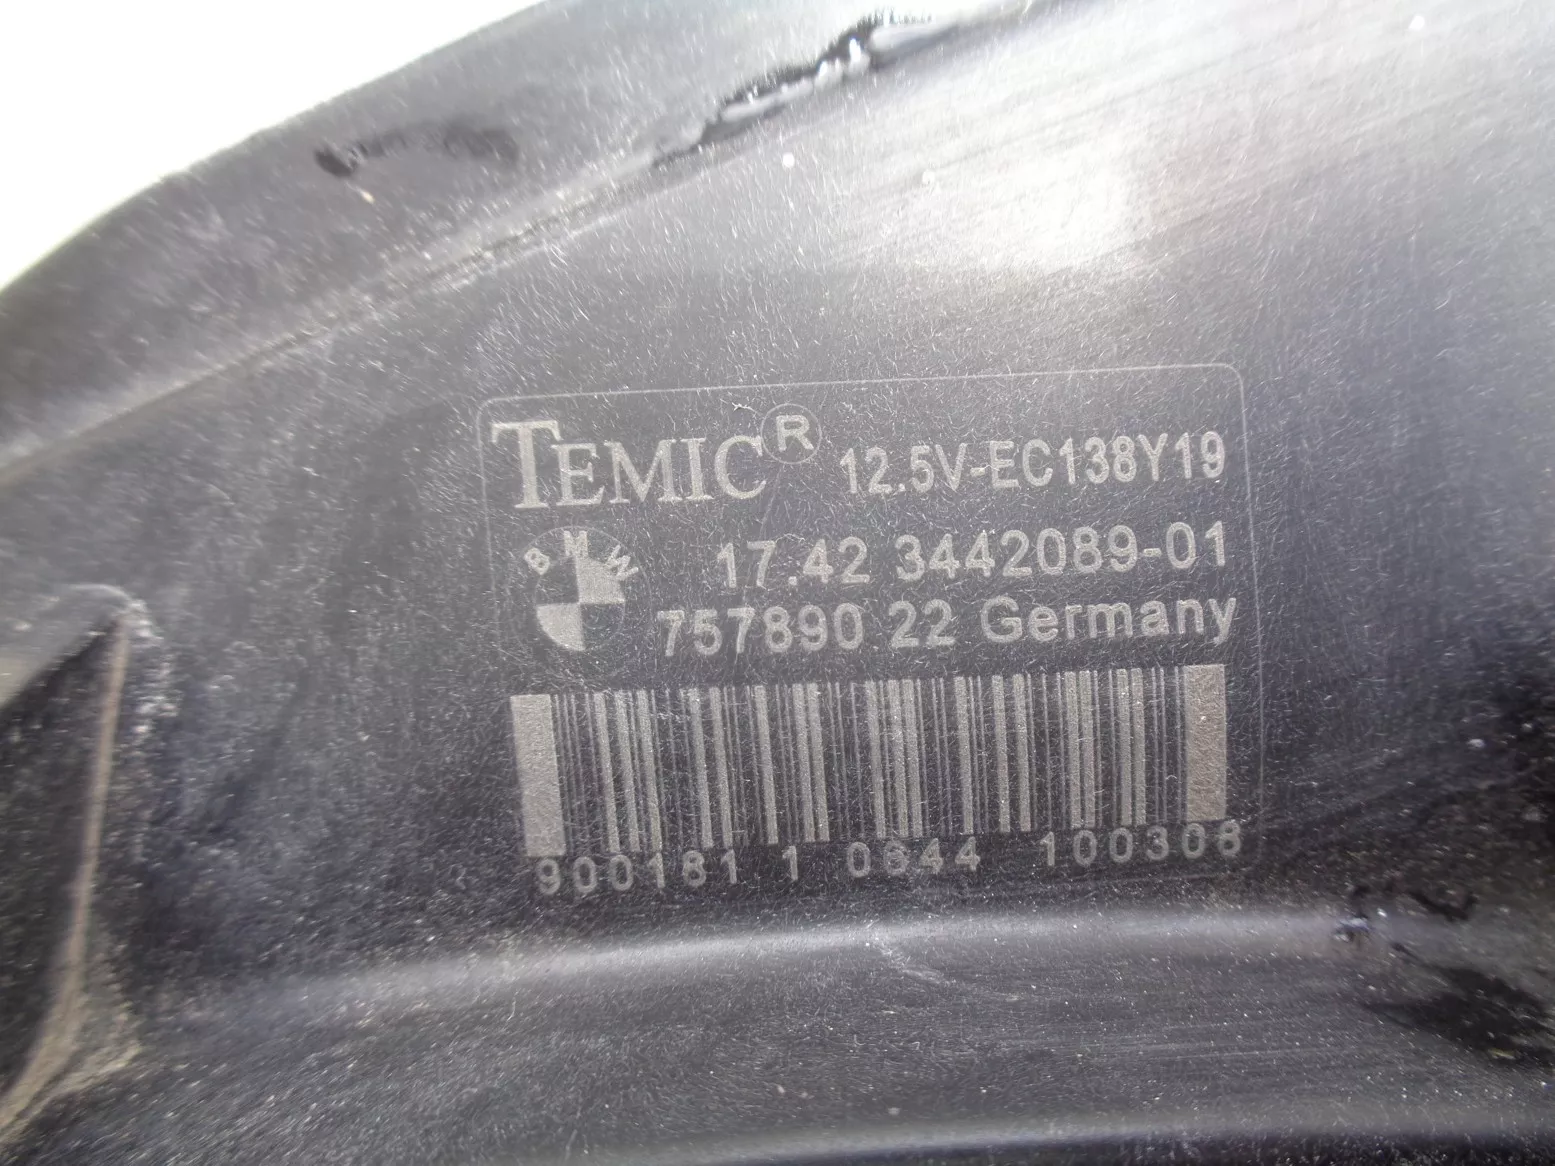 TEMIC® 12.5V-EC138Y19
BMW 17.42 3442089-01
757890 22 Germany
900181 1 0644 100308